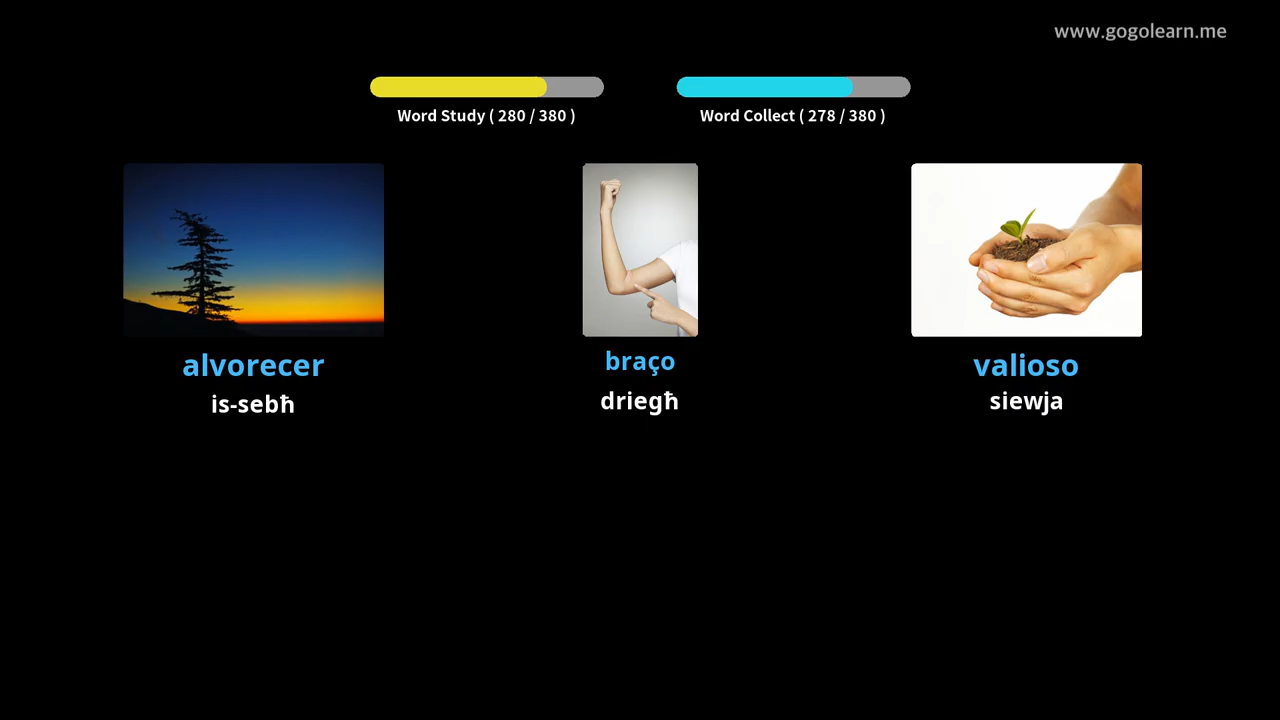 www.gogolearn.me
Word Study ( 280 / 380 )
Word Collect ( 278 / 380 )
alvorecer
is-sebħ
braço
driegħ
valioso
siewja